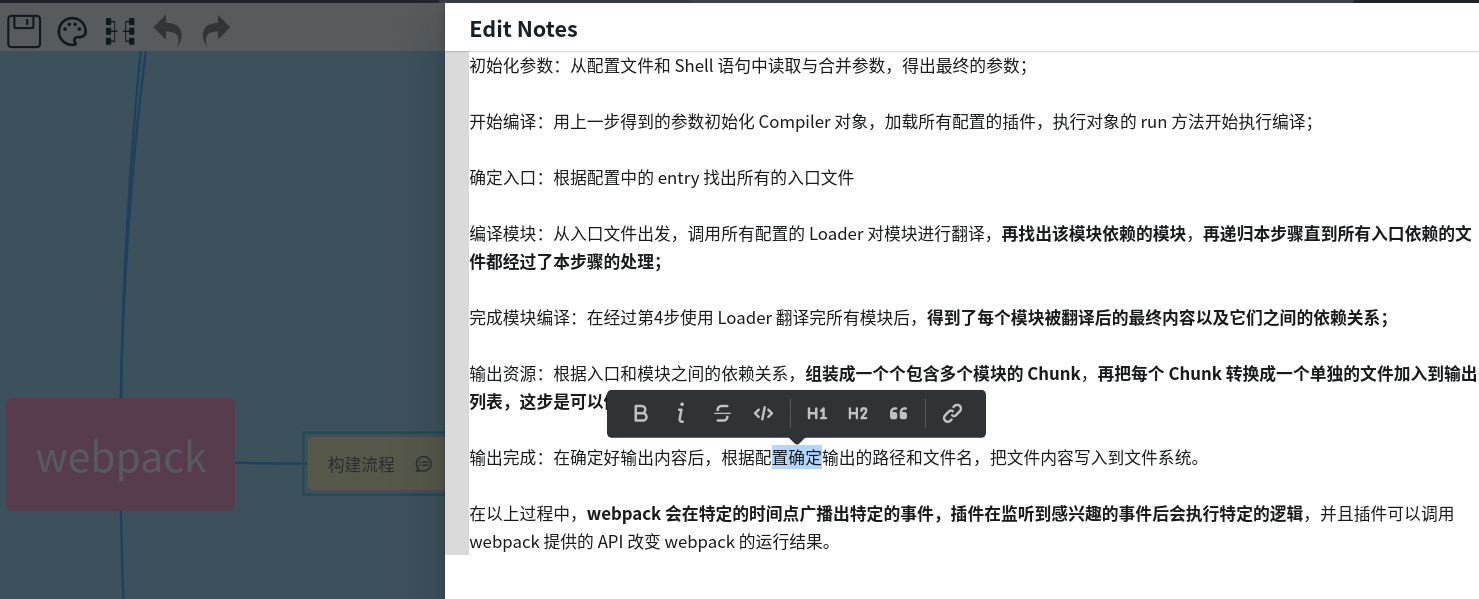 Edit Notes
初始化参数：从配置文件和 Shell 语句中读取与合并参数，得出最终的参数；
开始编译：用上一步得到的参数初始化 Compiler 对象，加载所有配置的插件，执行对象的 run 方法开始执行编译；
确定入口：根据配置中的 entry 找出所有的入口文件
编译模块：从入口文件出发，调用所有配置的 Loader 对模块进行翻译，再找出该模块依赖的模块，再递归本步骤直到所有入口依赖的文
件都经过了本步骤的处理；
完成模块编译：在经过第4步使用 Loader 翻译完所有模块后，得到了每个模块被翻译后的最终内容以及它们之间的依赖关系；
输出资源：根据入口和模块之间的依赖关系，组装成一个个包含多个模块的 Chunk，再把每个 Chunk 转换成一个单独的文件加入到输出
列表，这步是可以
B i S </> H1 H2
webpack
构建流程
输出完成：在确定好输出内容后，根据配置确定输出的路径和文件名，把文件内容写入到文件系统。
在以上过程中，webpack 会在特定的时间点广播出特定的事件，插件在监听到感兴趣的事件后会执行特定的逻辑，并且插件可以调用
webpack 提供的 API 改变 webpack 的运行结果。